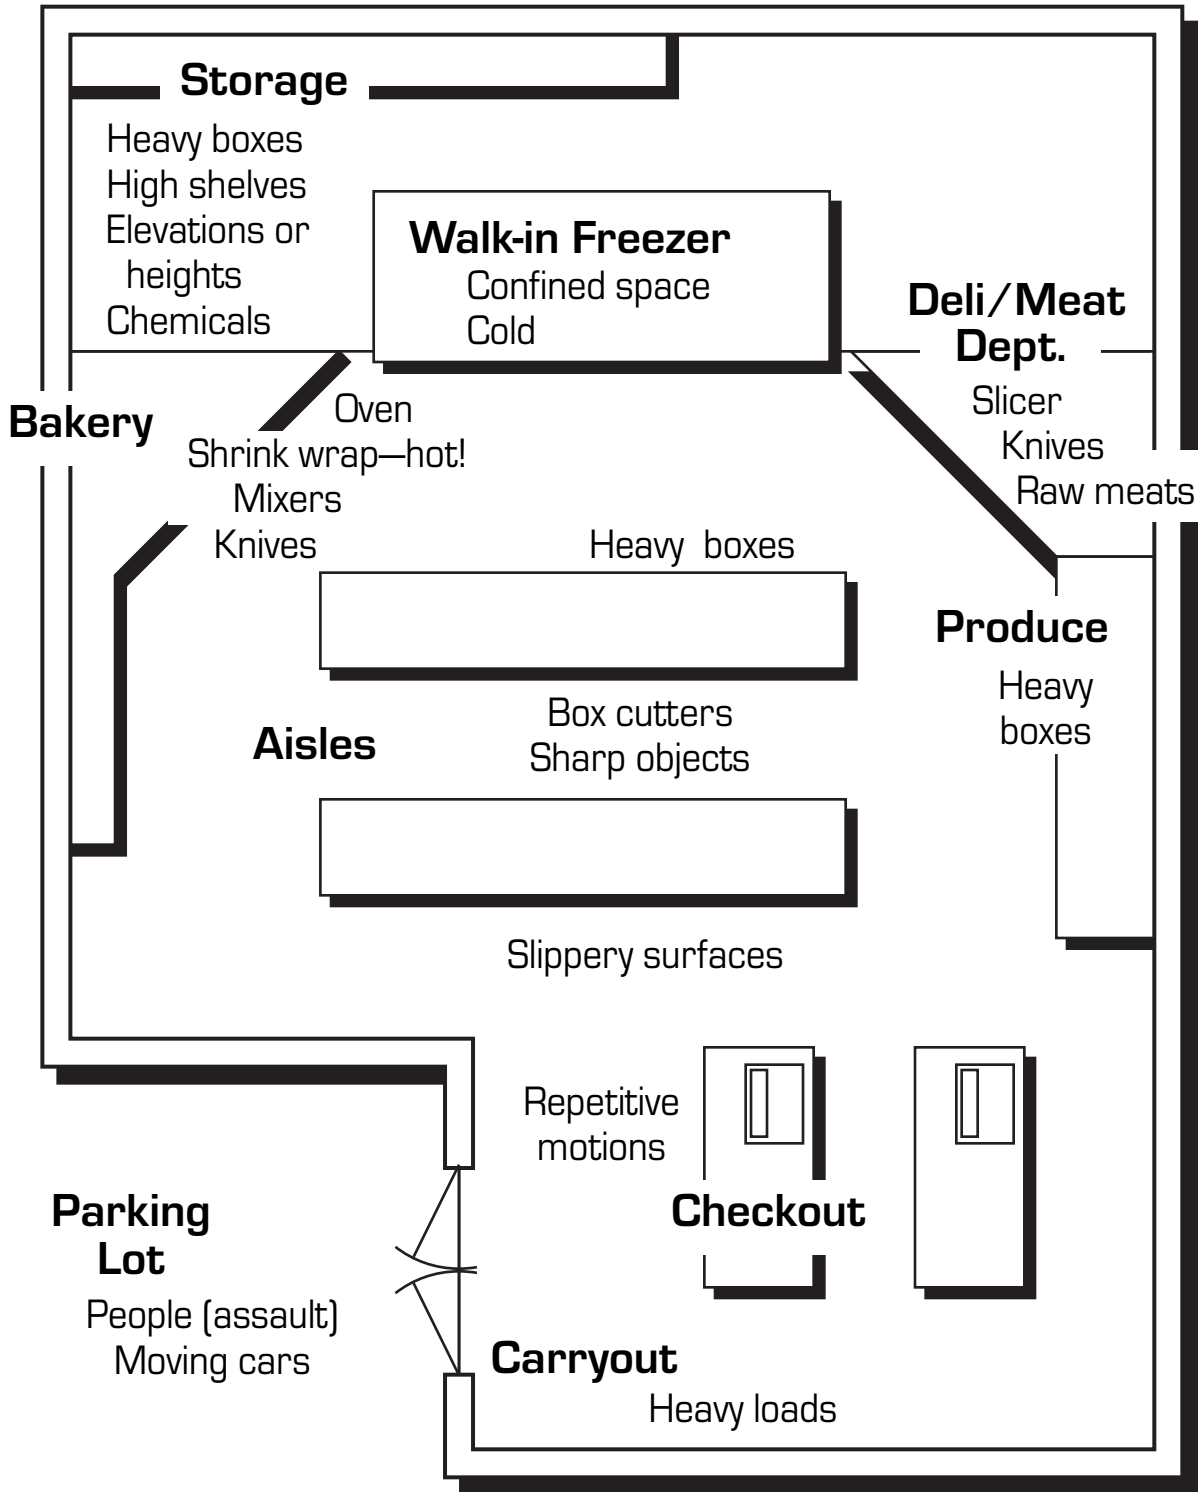 Storage
Heavy boxes
High shelves
Elevations or
heights
Chemicals
Walk-in Freezer
Confined space
Cold
Deli/Meat
Dept.
Slicer
Knives
Raw meats
Bakery
Oven
Shrink wrap—hot!
Mixers
Knives
Heavy boxes
Produce
Heavy
boxes
Aisles
Box cutters
Sharp objects
Slippery surfaces
Repetitive
motions
Checkout
Parking
Lot
People (assault)
Moving cars
Carryout
Heavy loads